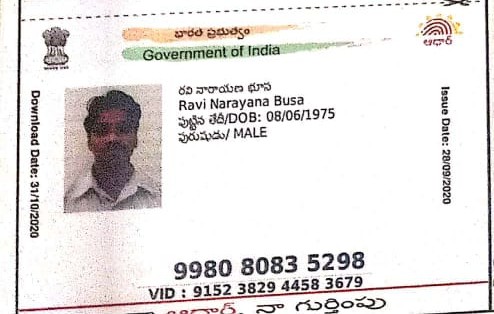 భారత ప్రభుత్వం
Government of India
ఆధార్
Download Date: 31/10/2020
రవి నారాయణ భూస
Ravi Narayana Busa
పుట్టిన తేదీ/DOB: 08/06/1975
పురుషుడు/ MALE
Issue Date: 28/09/2020
9980 8083 5298
VID : 9152 3829 4458 3679
ఆధార్, నా గుర్తింపు